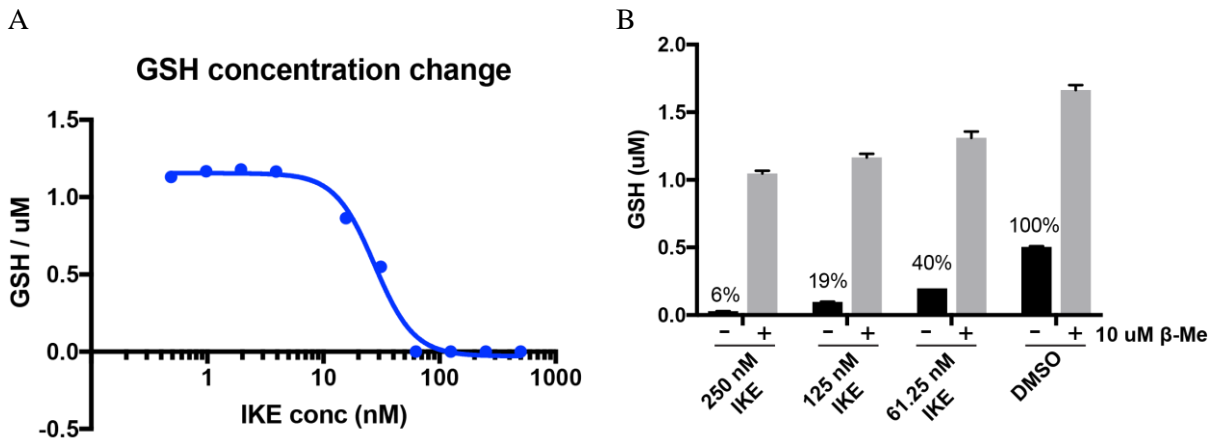 A
GSH concentration change
GSH / uM
1.5
1.0
0.5
0.0
-0.5
1
10
100
1000
IKE conc (nM)
B
GSH (uM)
2.0
1.5
1.0
0.5
0.0
6%
19%
40%
100%
- + - + - + - + 10 uM β-Me
250 nM
IKE
125 nM
IKE
61.25 nM
IKE
DMSO